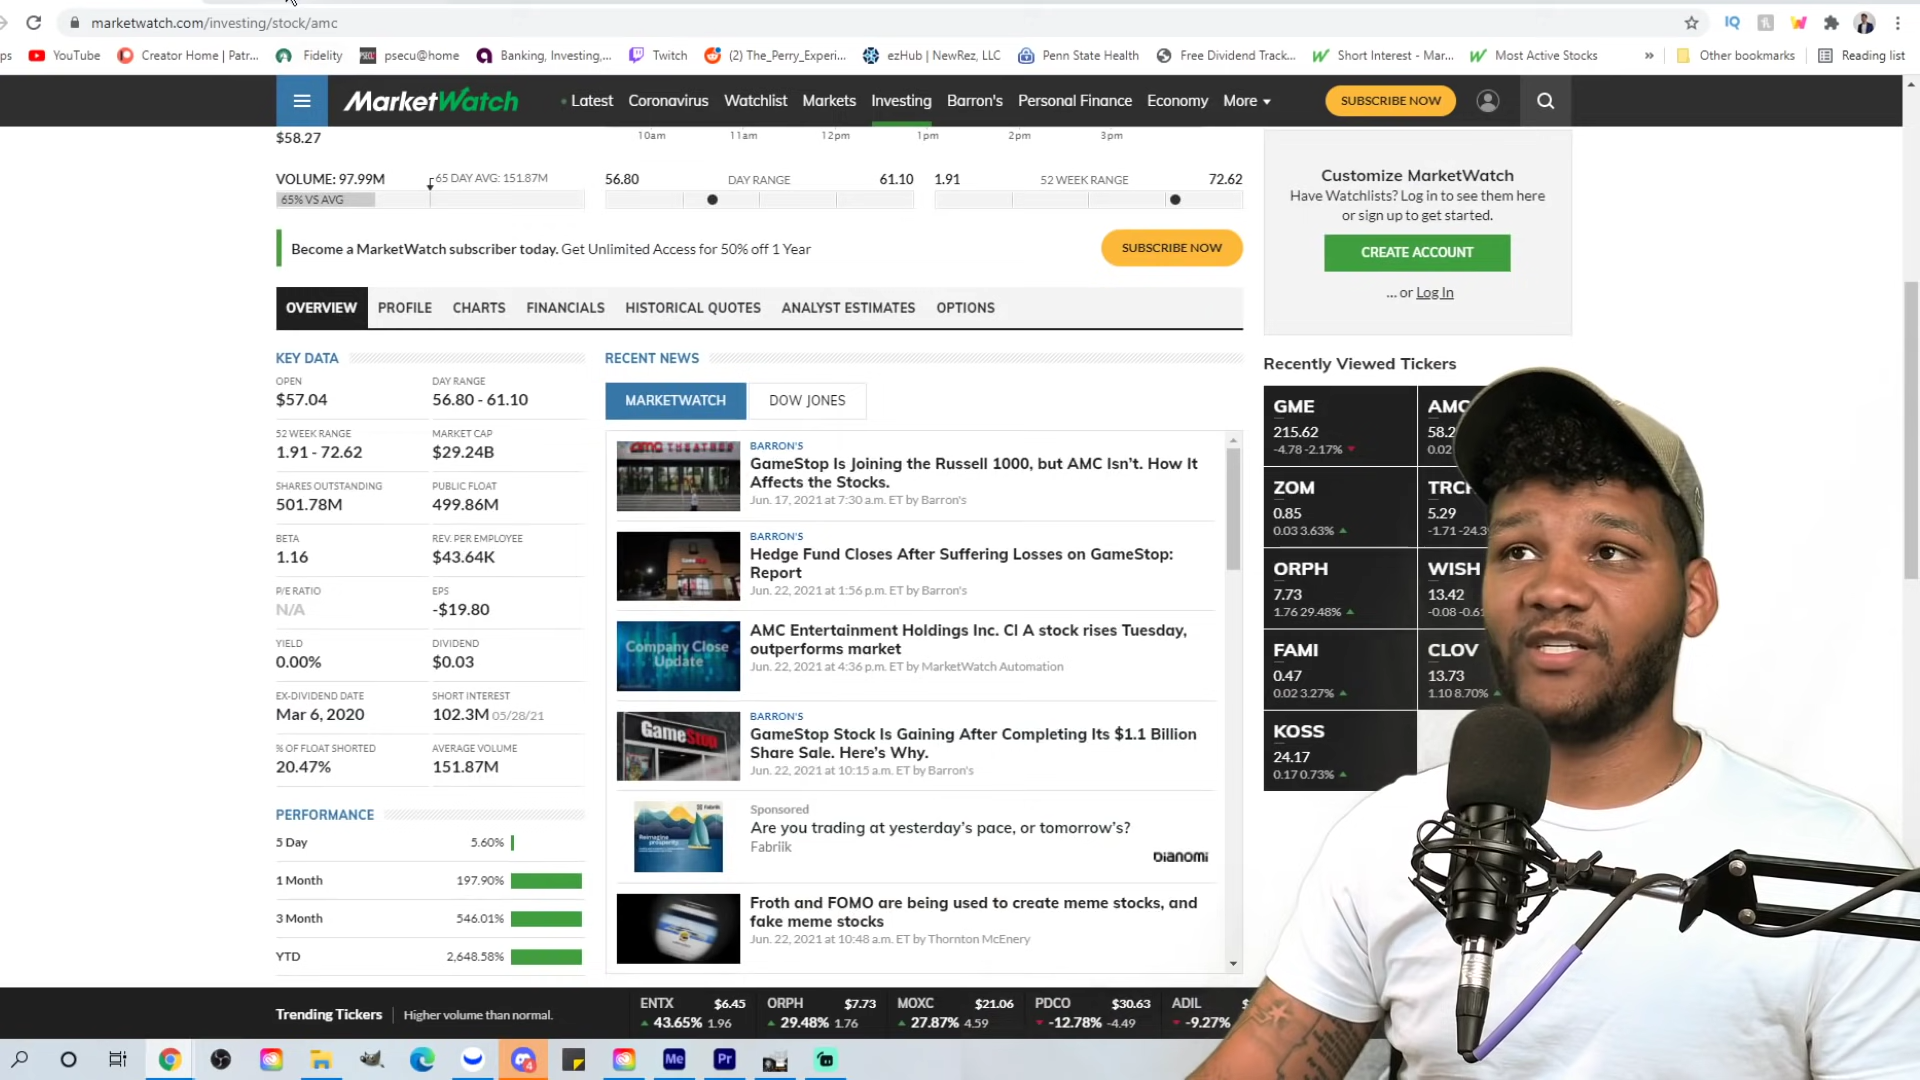 marketwatch.com/investing/stock/amc
ps YouTube Creator Home | Patr... Fidelity psecu@home Banking, Investing,... Twitch (2) The_Perry_Experi... ezHub | NewRez, LLC Penn State Health Free Dividend Track... Short Interest - Mar... Most Active Stocks » Other bookmarks Reading list
MarketWatch Latest Coronavirus Watchlist Markets Investing Barron's Personal Finance Economy More SUBSCRIBE NOW
$58.27
10am 11am 12pm 1pm 2pm 3pm
VOLUME: 97.99M 65 DAY AVG: 151.87M
65% VS AVG
56.80 DAY RANGE 61.10
1.91 52 WEEK RANGE 72.62
Become a MarketWatch subscriber today. Get Unlimited Access for 50% off 1 Year SUBSCRIBE NOW
Customize MarketWatch
Have Watchlists? Log in to see them here
or sign up to get started.
CREATE ACCOUNT
... or Log In
OVERVIEW PROFILE CHARTS FINANCIALS HISTORICAL QUOTES ANALYST ESTIMATES OPTIONS
KEY DATA
OPEN DAY RANGE
$57.04 56.80 - 61.10
52 WEEK RANGE MARKET CAP
1.91 - 72.62 $29.24B
SHARES OUTSTANDING PUBLIC FLOAT
501.78M 499.86M
BETA REV. PER EMPLOYEE
1.16 $43.64K
P/E RATIO EPS
N/A -$19.80
YIELD DIVIDEND
0.00% $0.03
EX-DIVIDEND DATE SHORT INTEREST
Mar 6, 2020 102.3M 05/28/21
% OF FLOAT SHORTED AVERAGE VOLUME
20.47% 151.87M
PERFORMANCE
5 Day 5.60%
1 Month 197.90%
3 Month 546.01%
YTD 2,648.58%
RECENT NEWS
MARKETWATCH DOW JONES
BARRON'S
GameStop Is Joining the Russell 1000, but AMC Isn't. How It
Affects the Stocks.
Jun. 17, 2021 at 7:30 a.m. ET by Barron's
BARRON'S
Hedge Fund Closes After Suffering Losses on GameStop:
Report
Jun. 22, 2021 at 1:56 p.m. ET by Barron's
Company Close
Update
AMC Entertainment Holdings Inc. Cl A stock rises Tuesday,
outperforms market
Jun. 22, 2021 at 4:36 p.m. ET by MarketWatch Automation
GameStop
BARRON'S
GameStop Stock Is Gaining After Completing Its $1.1 Billion
Share Sale. Here's Why.
Jun. 22, 2021 at 10:15 a.m. ET by Barron's
Sponsored
Are you trading at yesterday's pace, or tomorrow's?
Fabriik
bianomi
Froth and FOMO are being used to create meme stocks, and
fake meme stocks
Jun. 22, 2021 at 10:48 a.m. ET by Thornton McEnery
Recently Viewed Tickers
GME AMC
215.62 58.2
-4.78 -2.17% 0.02
ZOM TRCH
0.85 5.29
0.03 3.63% -1.71 -24.3
ORPH WISH
7.73 13.42
1.76 29.48% -0.08 -0.6
FAMI CLOV
0.47 13.73
0.02 3.27% 1.10 8.70%
KOSS
24.17
0.17 0.73%
Trending Tickers Higher volume than normal.
ENTX $6.45 ORPH $7.73 MOXC $21.06 PDCO $30.63 ADIL $
43.65% 1.96 29.48% 1.76 27.87% 4.59 -12.78% -4.49 -9.27%
Me Pr